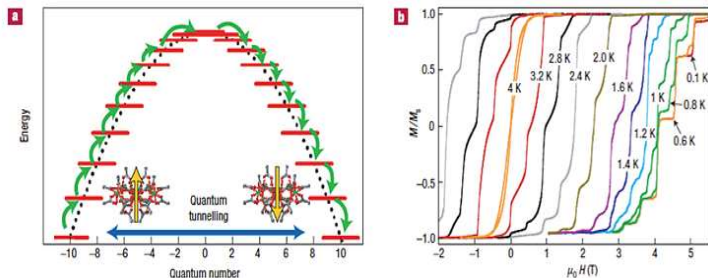 a
Energy
Quantum
tunnelling
−10 −8 −6 −4 −2 0 2 4 6 8 10
Quantum number
b
M/Ms
1.0
0.5
0
−0.5
−1.0
4 K
3.2 K
2.8 K
2.4 K
2.0 K
1.6 K
1.4 K
1.2 K
1 K
0.1 K
0.8 K
0.6 K
−2 −1 0 1 2 3 4 5
μ₀ H (T)